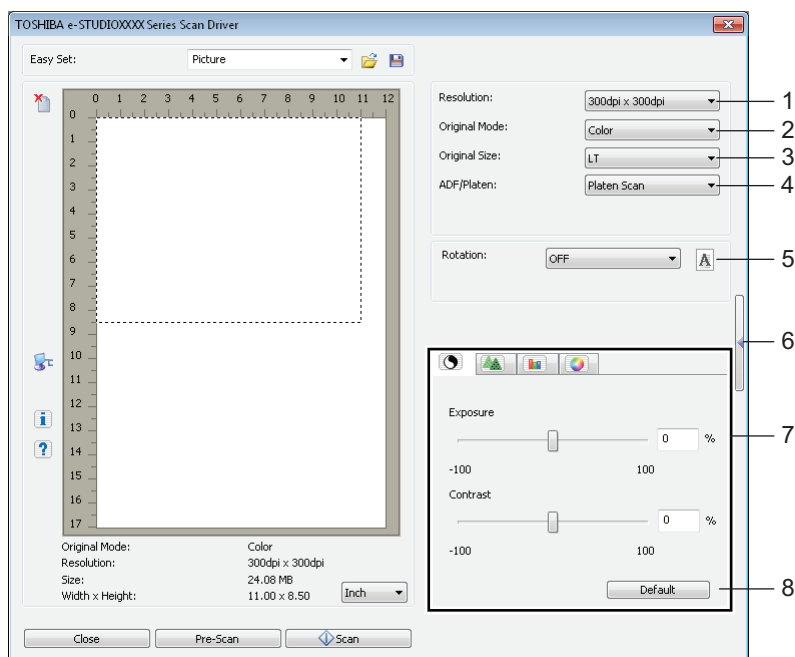 TOSHIBA e-STUDIOXXXX Series Scan Driver
Easy Set: Picture
0 1 2 3 4 5 6 7 8 9 10 11 12
0
1
2
3
4
5
6
7
8
9
10
11
12
13
14
15
16
17
Original Mode: Color
Resolution: 300dpi x 300dpi
Size: 24.08 MB
Width x Height: 11.00 x 8.50 Inch
Close Pre-Scan Scan
Resolution: 300dpi x 300dpi 1
Original Mode: Color 2
Original Size: LT 3
ADF/Platen: Platen Scan 4
Rotation: OFF A 5
6
Exposure
0 % 7
-100 100
Contrast
0 %
-100 100
Default 8